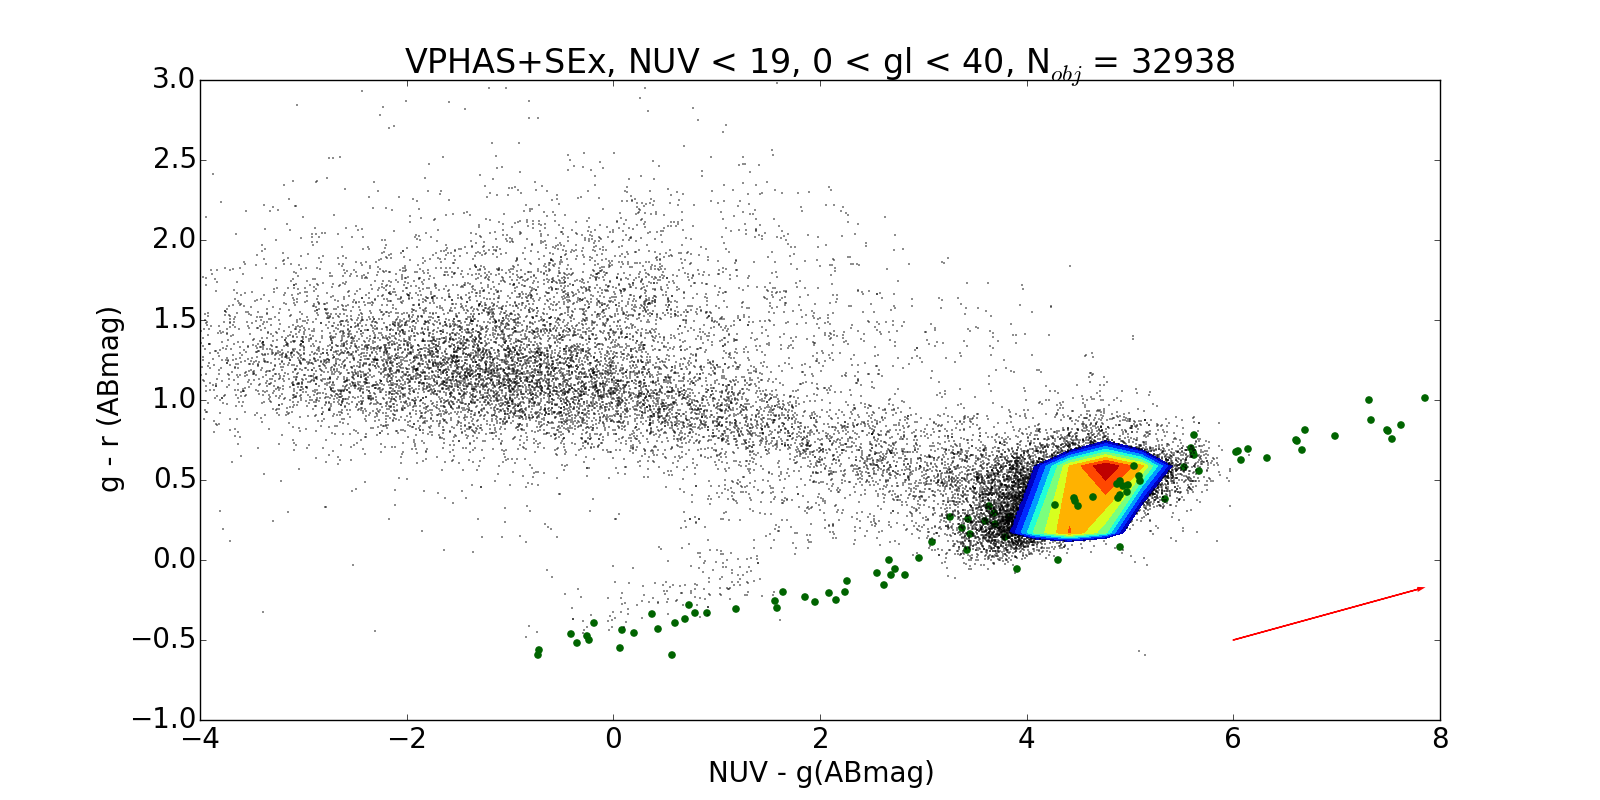 VPHAS+SEx, NUV < 19, 0 < gl < 40, N_obj = 32938
3.0
2.5
2.0
1.5
1.0
0.5
0.0
−0.5
−1.0
g - r (ABmag)
−4 −2 0 2 4 6 8
NUV - g(ABmag)